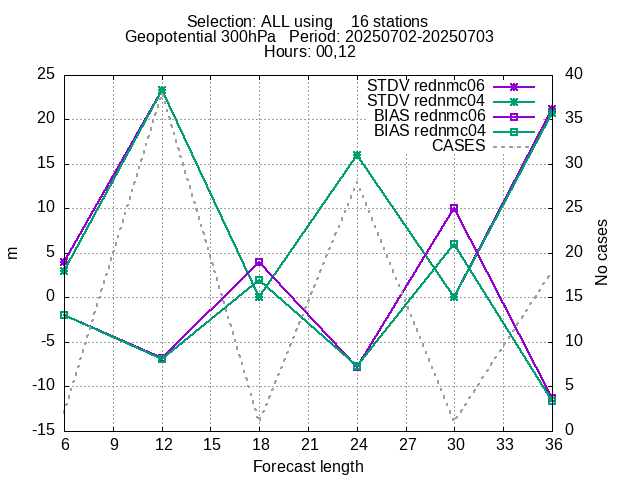 Selection: ALL using    16 stations
Geopotential 300hPa   Period: 20250702-20250703
Hours: 00,12
25 40
STDV rednmc06
STDV rednmc04
BIAS rednmc06
BIAS rednmc04
CASES
20 35
15 30
10 25
5 20
0 15
-5 10
-10 5
-15 0
m
No cases
6 9 12 15 18 21 24 27 30 33 36
Forecast length